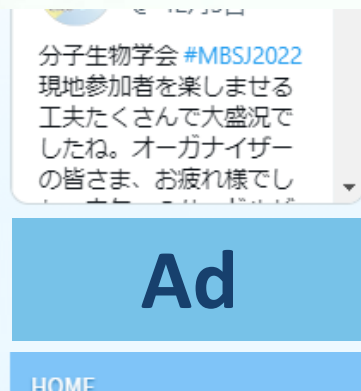 分子生物学会 #MBSJ2022
現地参加者を楽しませる
工夫たくさんで大盛況で
したね。オーガナイザー
の皆さま、お疲れ様でし
Ad
HOME